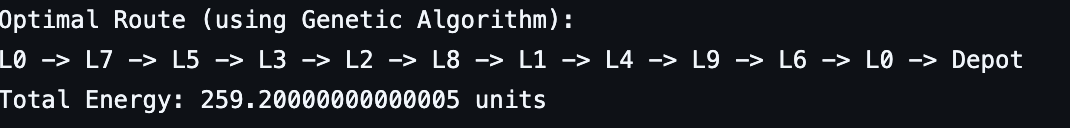 Optimal Route (using Genetic Algorithm):
L0 -> L7 -> L5 -> L3 -> L2 -> L8 -> L1 -> L4 -> L9 -> L6 -> L0 -> Depot
Total Energy: 259.20000000000005 units